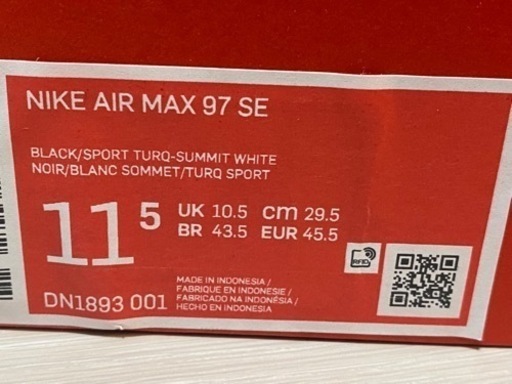 NIKE AIR MAX 97 SE
BLACK/SPORT TURQ-SUMMIT WHITE
NOIR/BLANC SOMMET/TURQ SPORT
11 5 UK 10.5 cm 29.5
BR 43.5 EUR 45.5
RFID
DN1893 001
MADE IN INDONESIA /
FABRIQUE EN INDONESIE /
FABRICADO NA INDONÉSIA /
HECHO EN INDONESIA